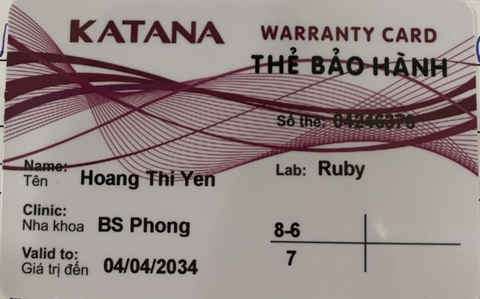 KATANA
WARRANTY CARD
THẺ BẢO HÀNH
Số thẻ: 04246376
Name:
Tên Hoang Thi Yen
Lab: Ruby
Clinic:
Nha khoa BS Phong
8-6
7
Valid to:
Giá trị đến 04/04/2034